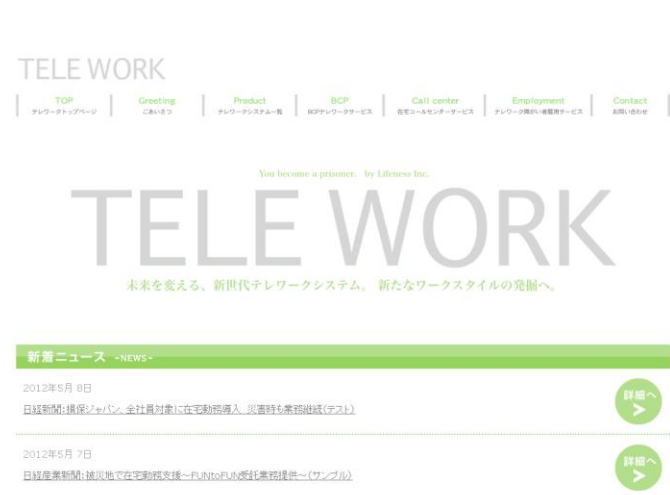 TELE WORK
TOP
テレワークトップページ
Greeting
ごあいさつ
Product
テレワークシステム一覧
BCP
BCPテレワークサービス
Call center
在宅コールセンターサービス
Employment
テレワーク障がい者雇用サービス
Contact
お問い合わせ
You become a prisoner. by Lifeness Inc.
TELE WORK
未来を変える、新世代テレワークシステム。 新たなワークスタイルの発掘へ。
新着ニュース -NEWS-
2012年5月 8日
日経新聞:損保ジャパン、全社員対象に在宅勤務導入 災害時も業務継続(テスト)
詳細へ
2012年5月 7日
日経産業新聞:被災地で在宅勤務支援～FUNtoFUN受託業務提供～(サンプル)
詳細へ